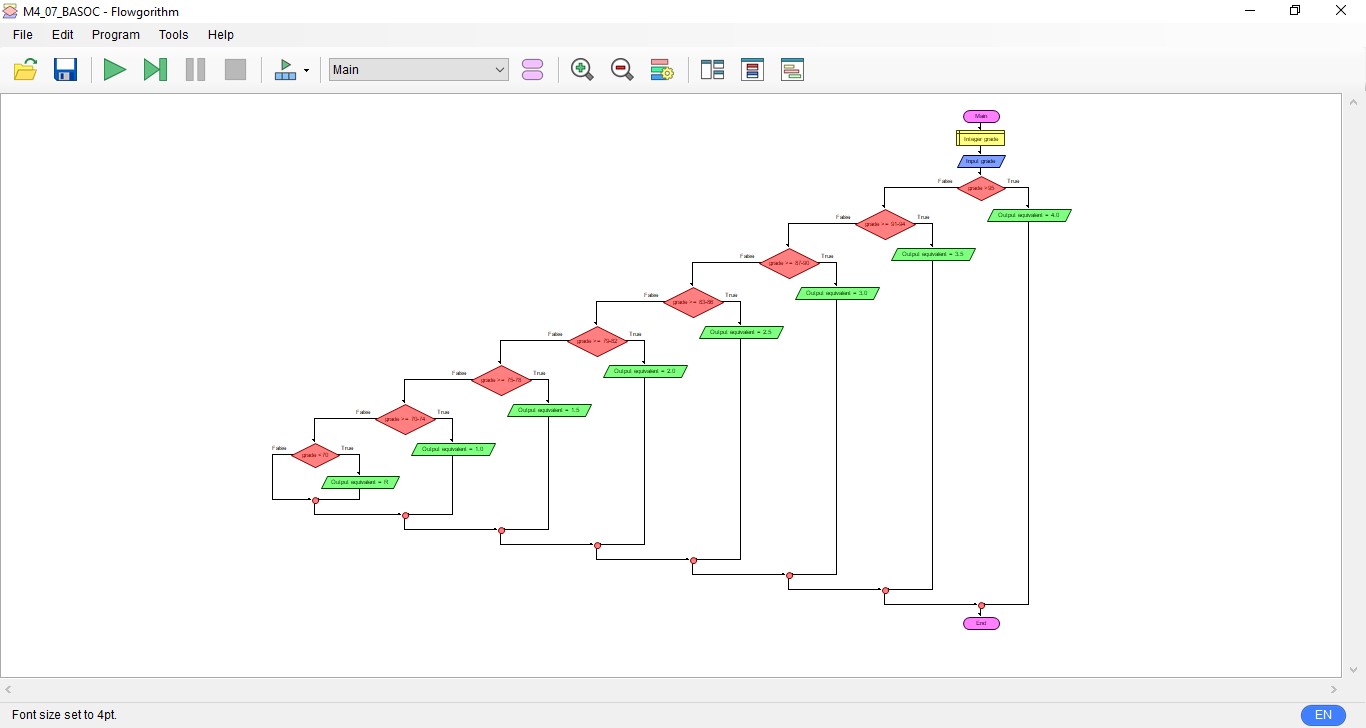 M4_07_BASOC - Flowgorithm
File Edit Program Tools Help
Main
Main
Integer grade
Input grade
False True
grade >95
Output equivalent = 4.0
False True
grade >= 91-94
Output equivalent = 3.5
False True
grade >= 87-90
Output equivalent = 3.0
False True
grade >= 83-86
Output equivalent = 2.5
False True
grade >= 79-82
Output equivalent = 2.0
False True
grade >= 75-78
Output equivalent = 1.5
False True
grade >= 70-74
Output equivalent = 1.0
False True
grade < 70
Output equivalent =
End
Font size set to 4pt.
EN